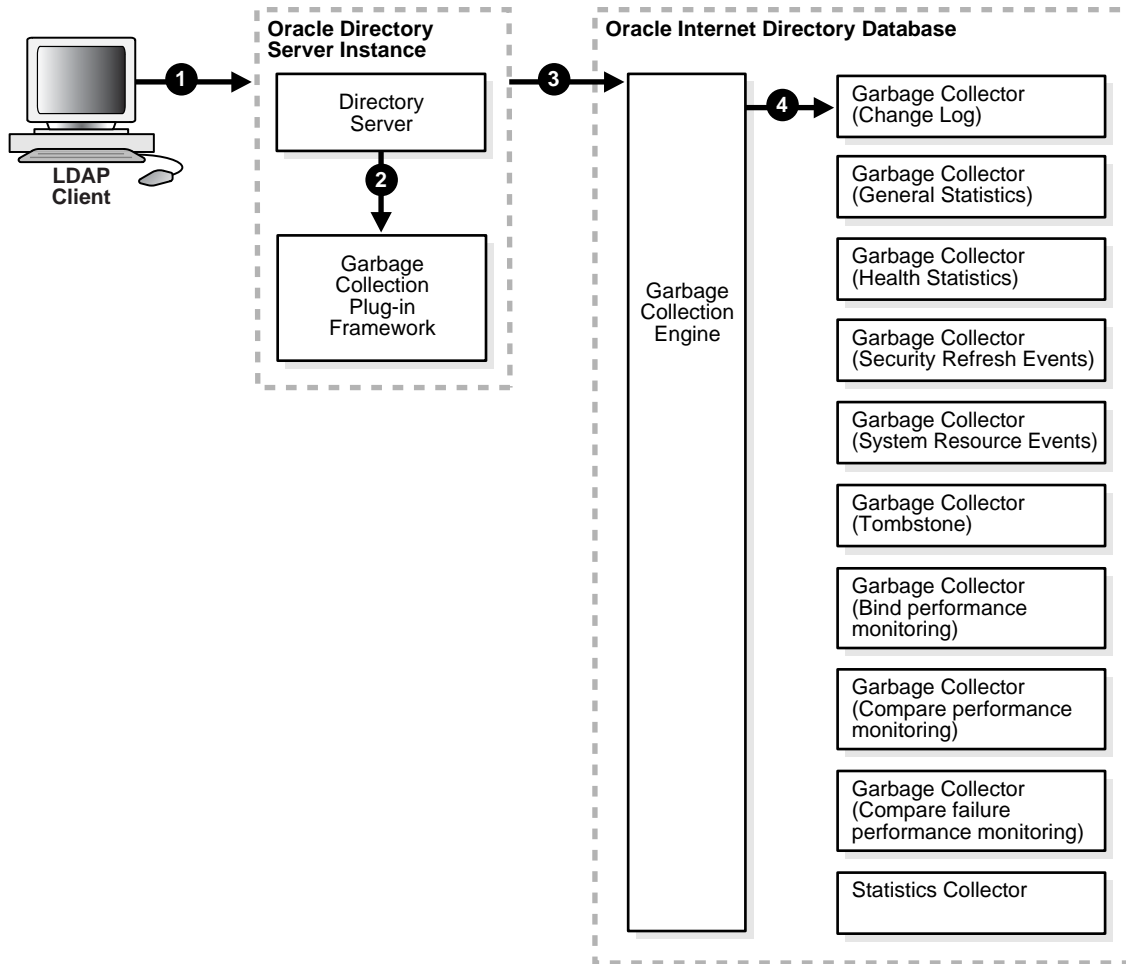 LDAP
Client
1
Oracle Directory
Server Instance
Directory
Server
2
Garbage
Collection
Plug-in
Framework
3
Oracle Internet Directory Database
Garbage
Collection
Engine
4
Garbage Collector
(Change Log)
Garbage Collector
(General Statistics)
Garbage Collector
(Health Statistics)
Garbage Collector
(Security Refresh Events)
Garbage Collector
(System Resource Events)
Garbage Collector
(Tombstone)
Garbage Collector
(Bind performance
monitoring)
Garbage Collector
(Compare performance
monitoring)
Garbage Collector
(Compare failure
performance monitoring)
Statistics Collector